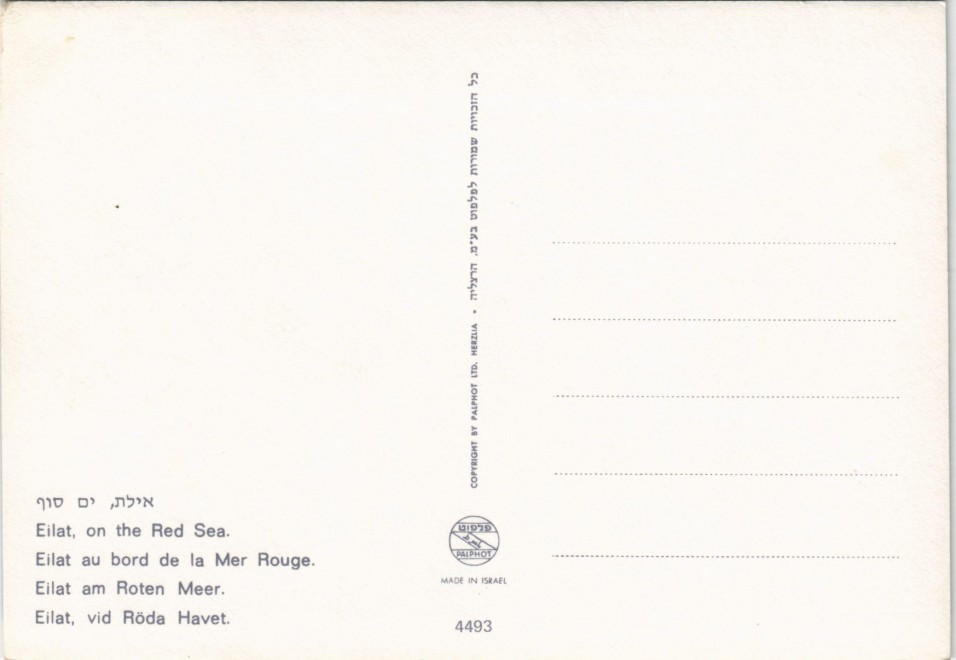 אילת, ים סוף
Eilat, on the Red Sea.
Eilat au bord de la Mer Rouge.
Eilat am Roten Meer.
Eilat, vid Röda Havet.
COPYRIGHT BY PALPHOT LTD. HERZLIA • כל הזכויות שמורות לפלפוט בע״מ. הרצליה
פלפוט
PALPHOT
MADE IN ISRAEL
4493